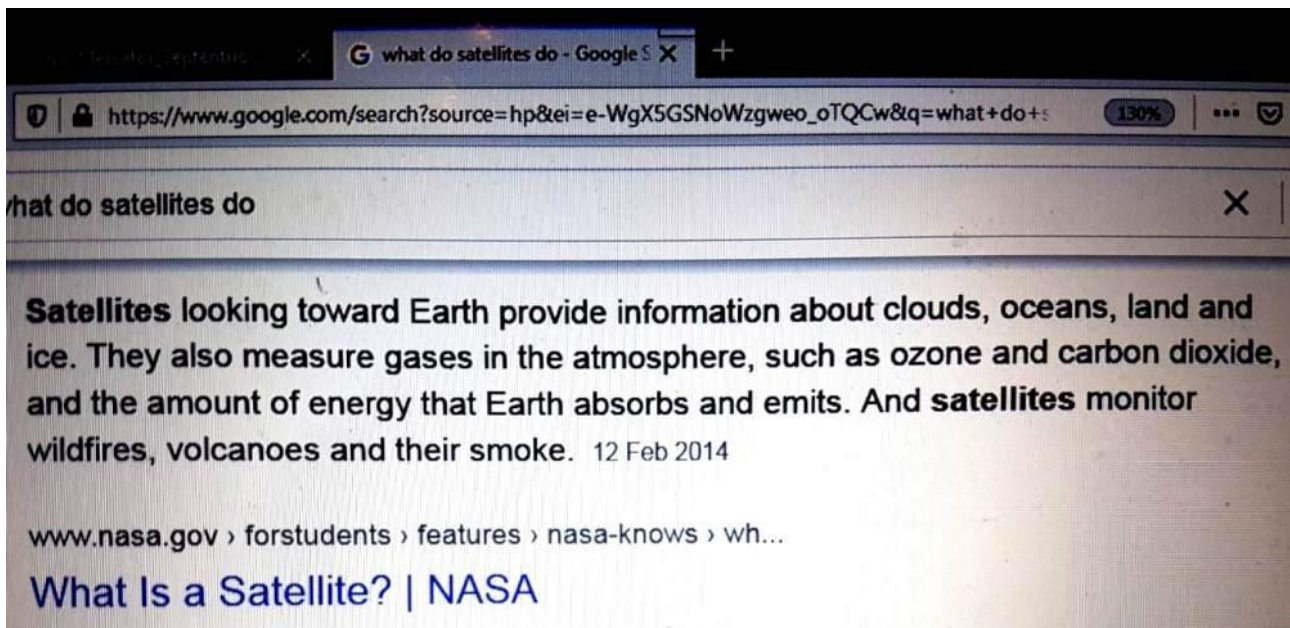 what do satellites do - Google S
https://www.google.com/search?source=hp&ei=e-WgX5GSNoWzgweo_oTQCw&q=what+do+s 130%
hat do satellites do
Satellites looking toward Earth provide information about clouds, oceans, land and
ice. They also measure gases in the atmosphere, such as ozone and carbon dioxide,
and the amount of energy that Earth absorbs and emits. And satellites monitor
wildfires, volcanoes and their smoke. 12 Feb 2014
www.nasa.gov › forstudents › features › nasa-knows › wh...
What Is a Satellite? | NASA